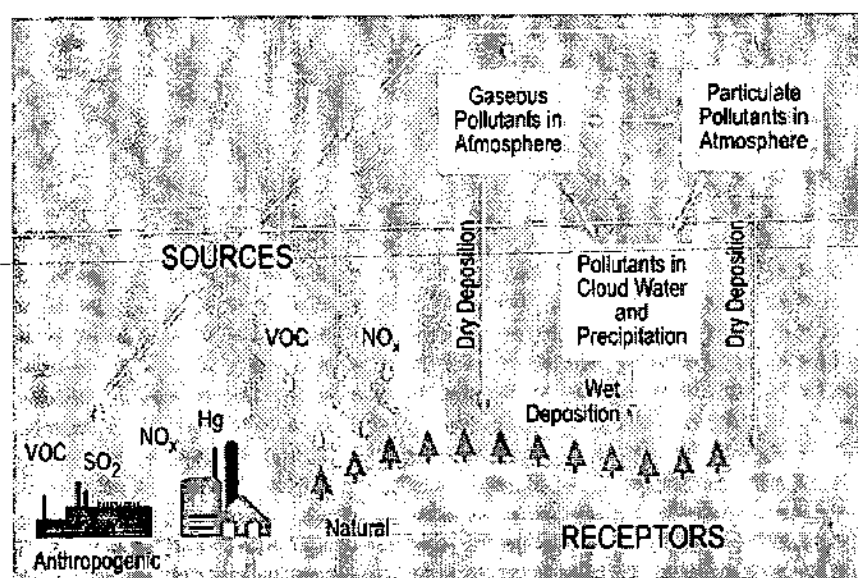 Gaseous
Pollutants in
Atmosphere
Particulate
Pollutants in
Atmosphere
SOURCES
Dry Deposition
Pollutants in
Cloud Water
and
Precipitation
Dry Deposition
VOC
NOx
Wet
Deposition
VOC
SO2
NOx
Hg
Anthropogenic
Natural
RECEPTORS